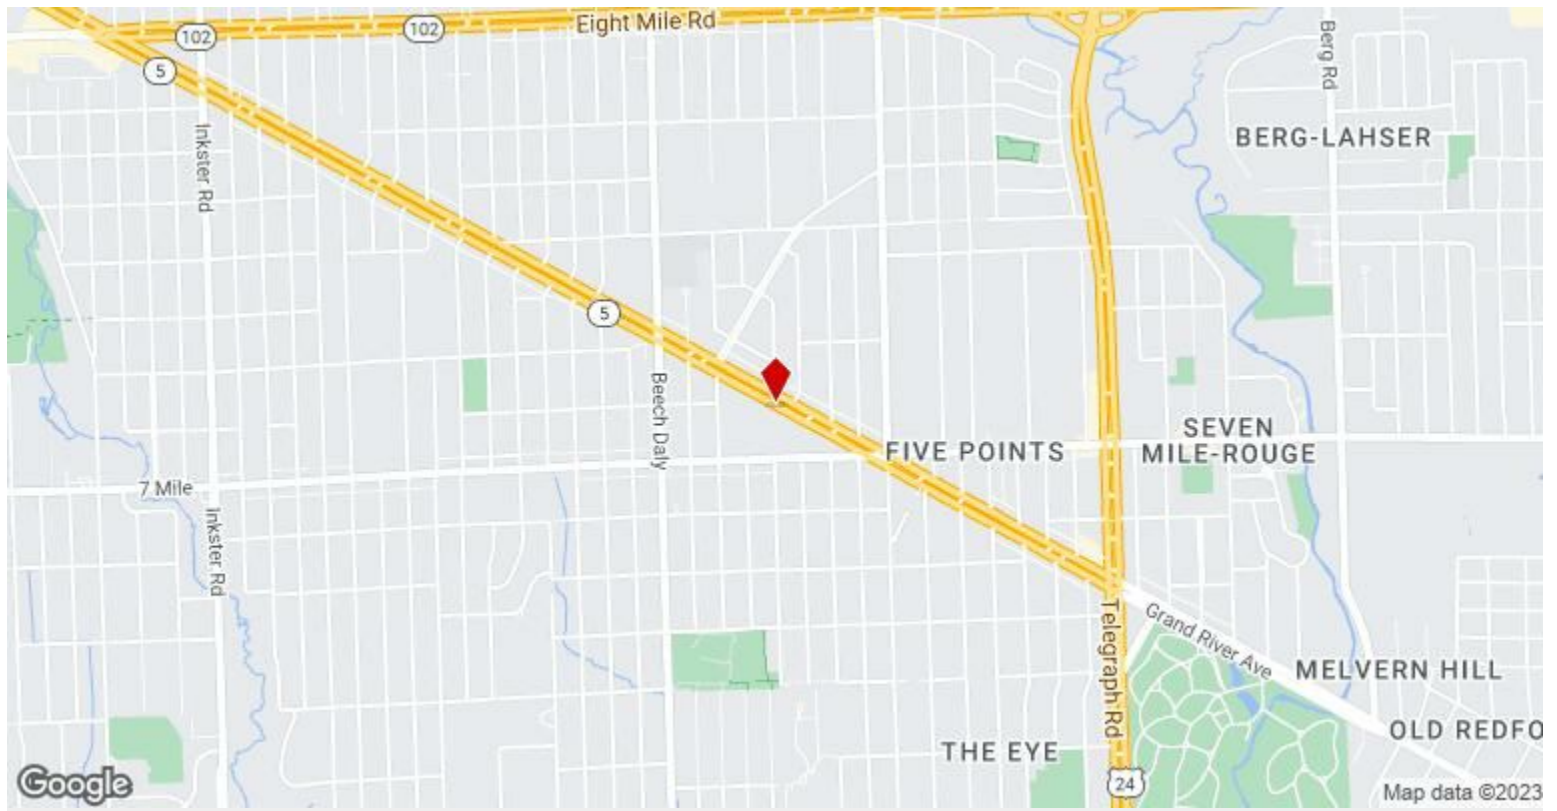 Eight Mile Rd
102
102
5
Berg Rd
BERG-LAHSER
Inkster Rd
5
Beech Daly
FIVE POINTS
SEVEN
MILE-ROUGE
7 Mile
Inkster Rd
Telegraph Rd
Grand River Ave
MELVERN HILL
OLD REDFO
THE EYE
24
Google
Map data ©2023